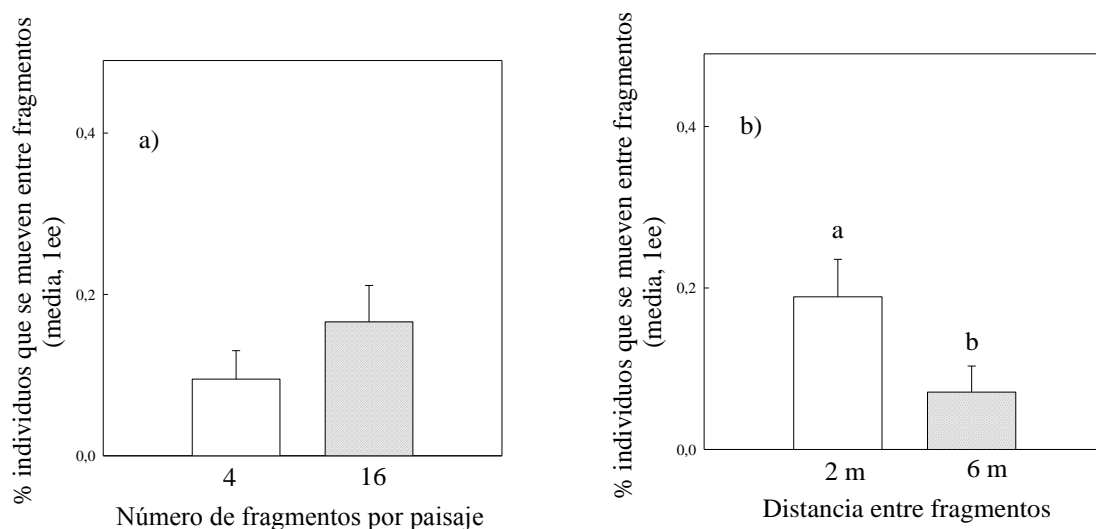 % individuos que se mueven entre fragmentos
(media, 1ee)
a)
0,4
0,2
0,0
4
16
Número de fragmentos por paisaje
% individuos que se mueven entre fragmentos
(media, 1ee)
b)
0,4
a
0,2
b
0,0
2 m
6 m
Distancia entre fragmentos